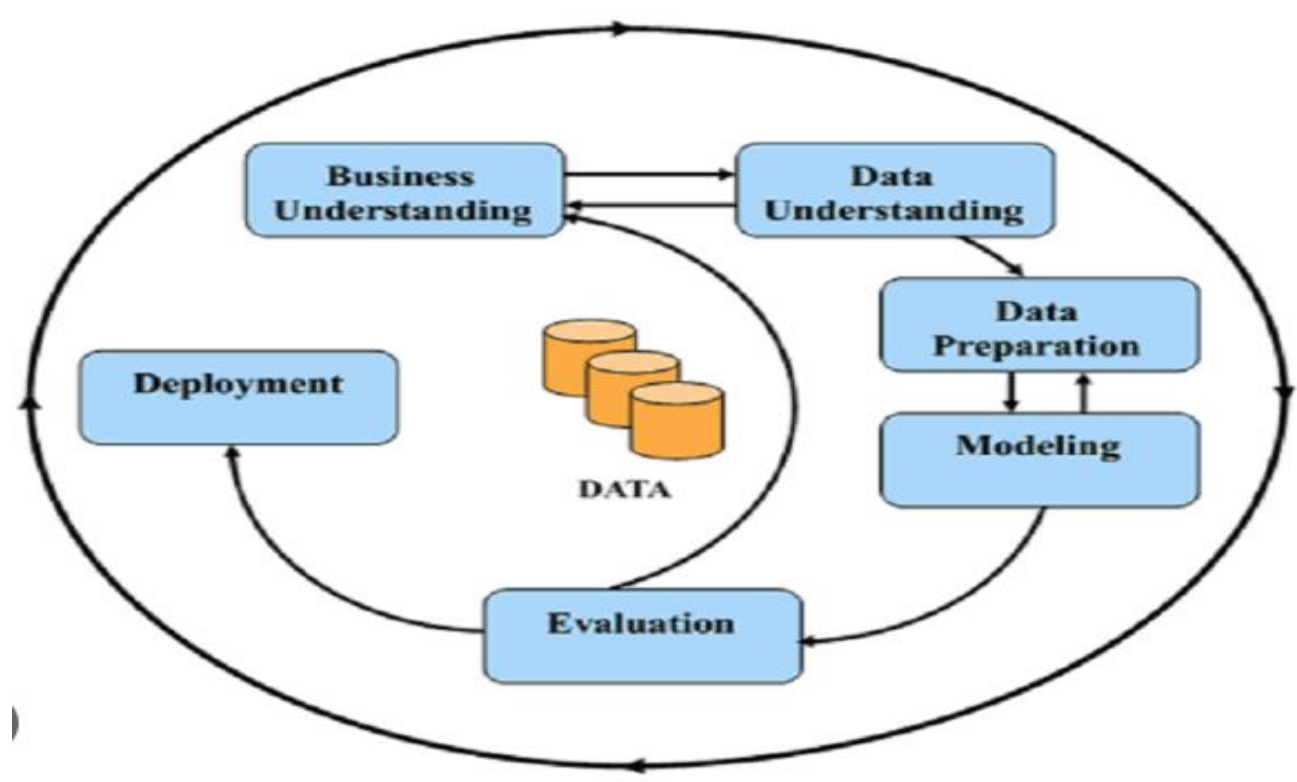 Business
Understanding
Data
Understanding
Data
Preparation
Deployment
Modeling
DATA
Evaluation